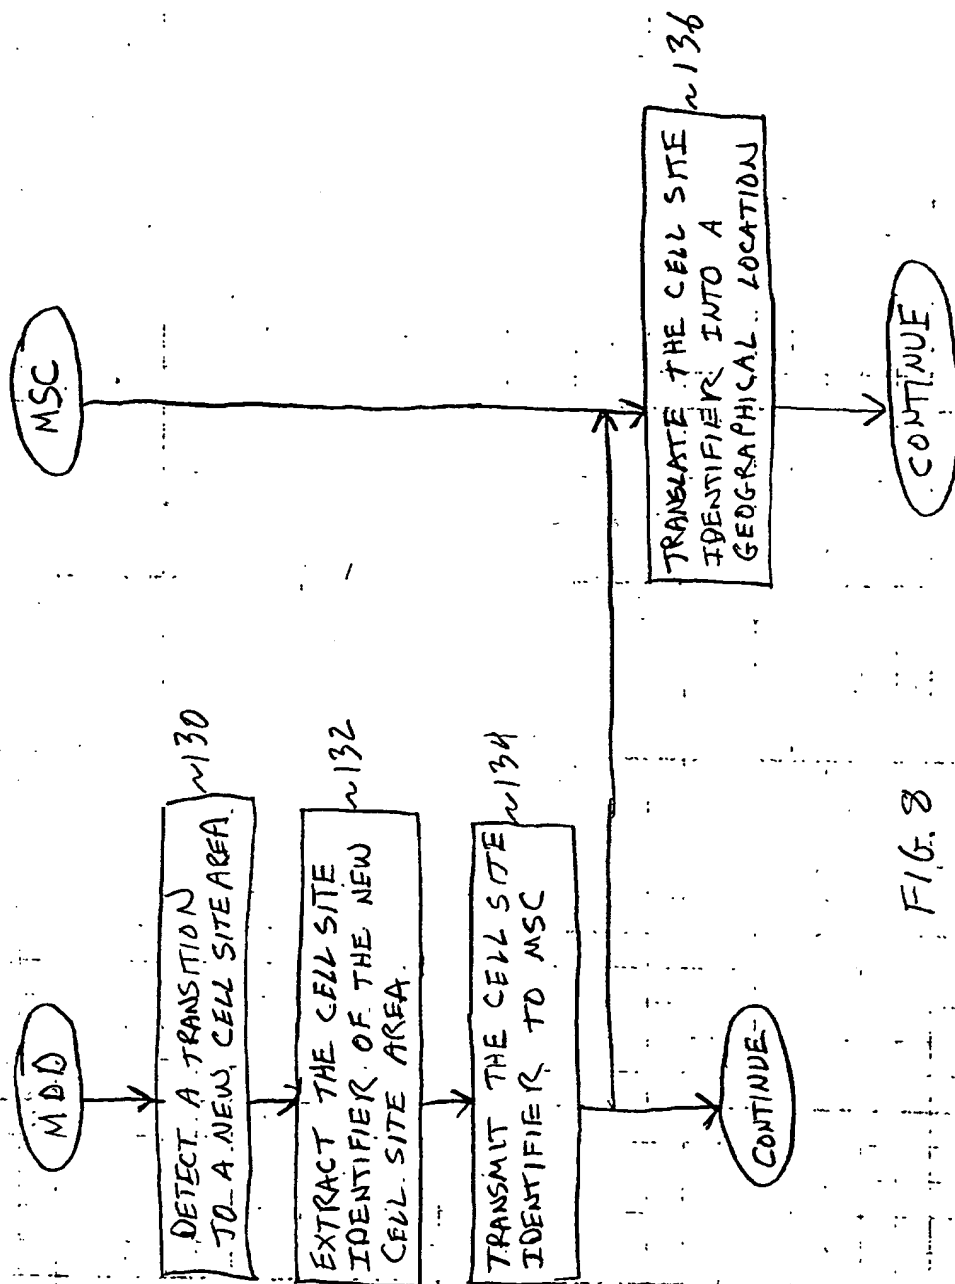 MDD
DETECT A TRANSITION
TO A NEW CELL SITE AREA.
~130
EXTRACT THE CELL SITE
IDENTIFIER OF THE NEW
CELL SITE AREA.
~132
TRANSMIT THE CELL SITE
IDENTIFIER TO MSC
~134
CONTINUE
MSC
TRANSLATE THE CELL SITE
IDENTIFIER INTO A
GEOGRAPHICAL LOCATION
~136
CONTINUE
FIG. 8